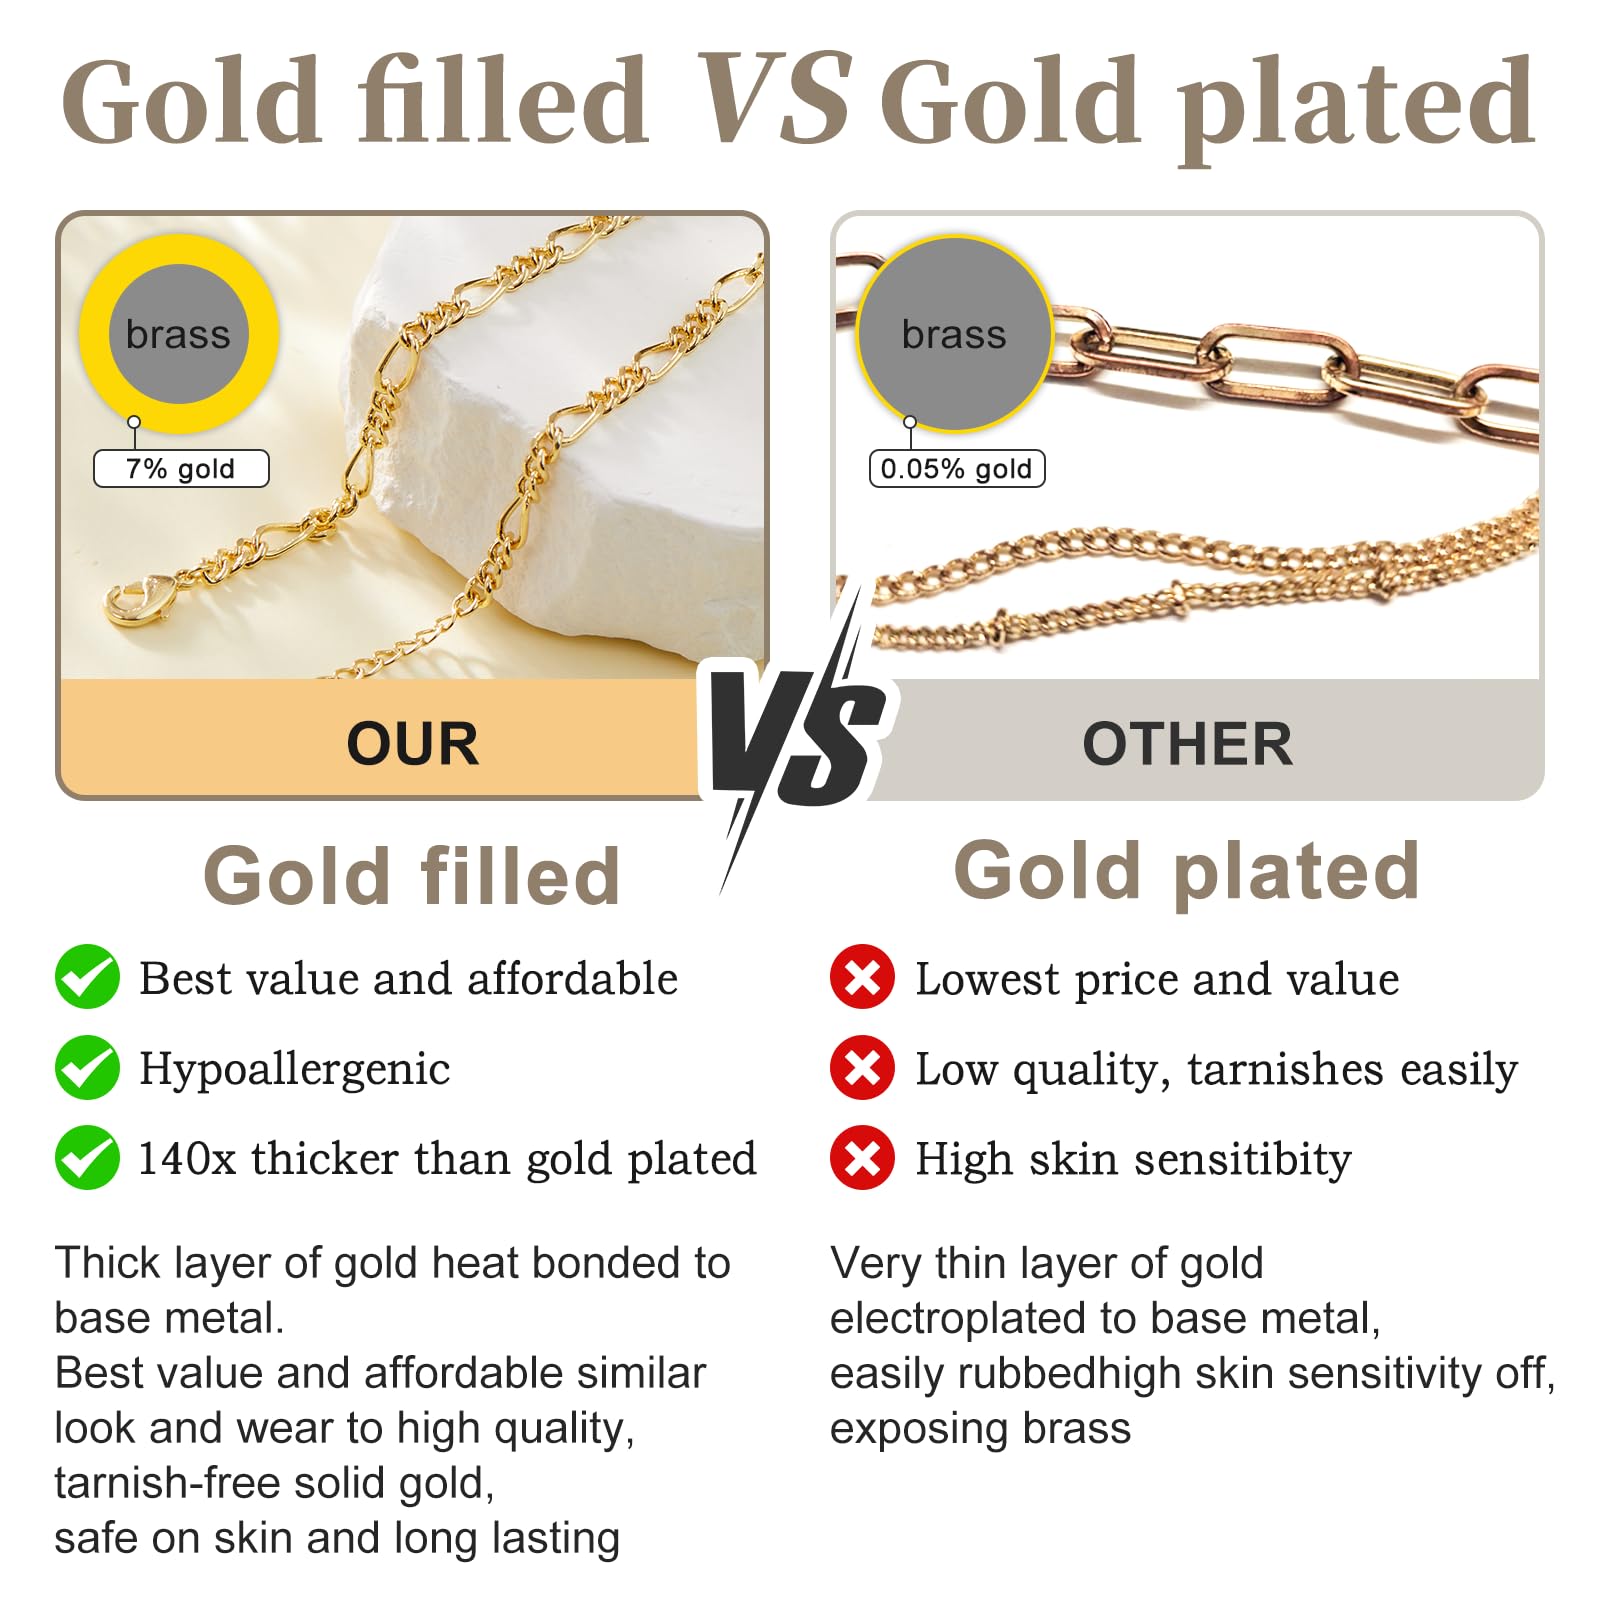 Gold filled VS Gold plated
brass
7% gold
brass
0.05% gold
OUR
VS
OTHER
Gold filled
Best value and affordable
Hypoallergenic
140x thicker than gold plated
Thick layer of gold heat bonded to
base metal.
Best value and affordable similar
look and wear to high quality,
tarnish-free solid gold,
safe on skin and long lasting
Gold plated
Lowest price and value
Low quality, tarnishes easily
High skin sensitibity
Very thin layer of gold
electroplated to base metal,
easily rubbedhigh skin sensitivity off,
exposing brass